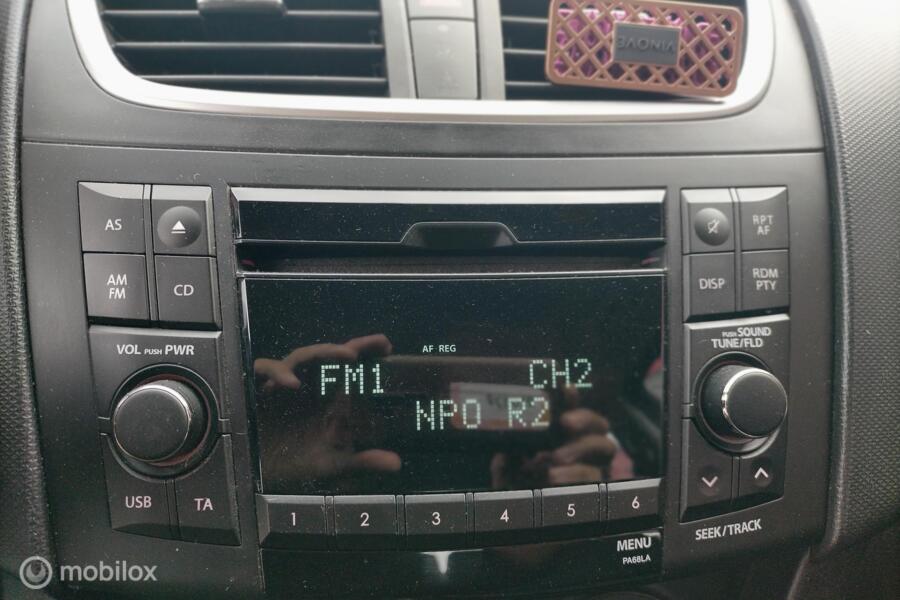 VINOVE
AS
AM
FM
CD
RPT
AF
DISP
RDM
PTY
VOL PUSH PWR
PUSH SOUND
TUNE/FLD
AF REG
FM1 CH2
NPO R2
USB
TA
1 2 3 4 5 6
SEEK/TRACK
MENU
PA68LA
mobilox